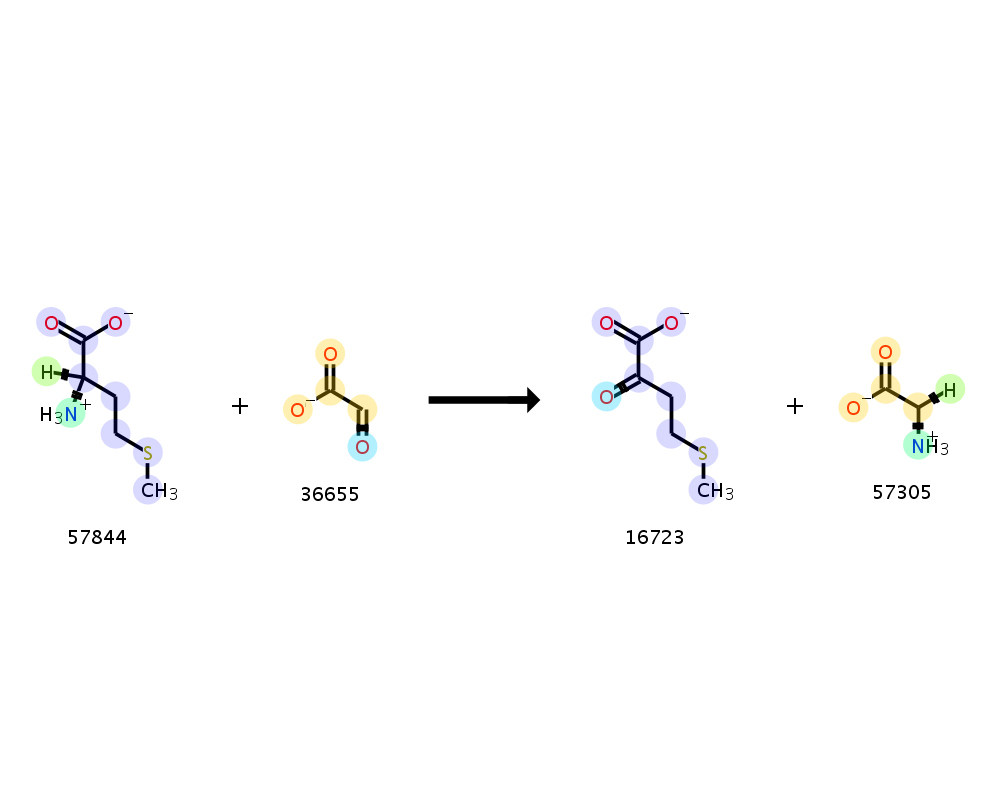 O O⁻
H
H₃N⁺
S
CH₃
57844
+
O
O⁻
O
36655
O O⁻
O
S
CH₃
16723
+
O
O⁻
H
NH₃⁺
57305